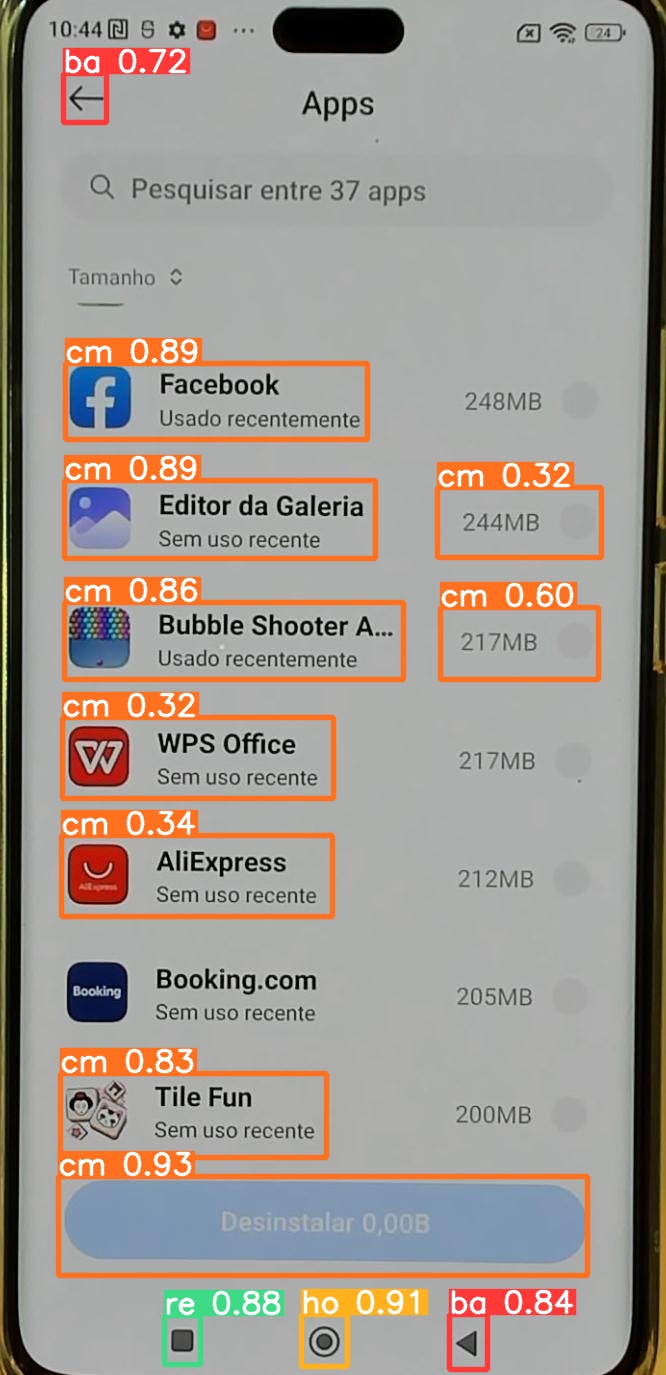 10:44
24
ba 0.72
Apps
Pesquisar entre 37 apps
Tamanho
cm 0.89
Facebook
Usado recentemente
248MB
cm 0.89
Editor da Galeria
Sem uso recente
cm 0.32
244MB
cm 0.86
Bubble Shooter A...
Usado recentemente
cm 0.60
217MB
cm 0.32
WPS Office
Sem uso recente
217MB
cm 0.34
AliExpress
AliExpress
Sem uso recente
212MB
Booking
Booking.com
Sem uso recente
205MB
cm 0.83
Tile Fun
Sem uso recente
200MB
cm 0.93
Desinstalar 0,00B
re 0.88
ho 0.91
ba 0.84